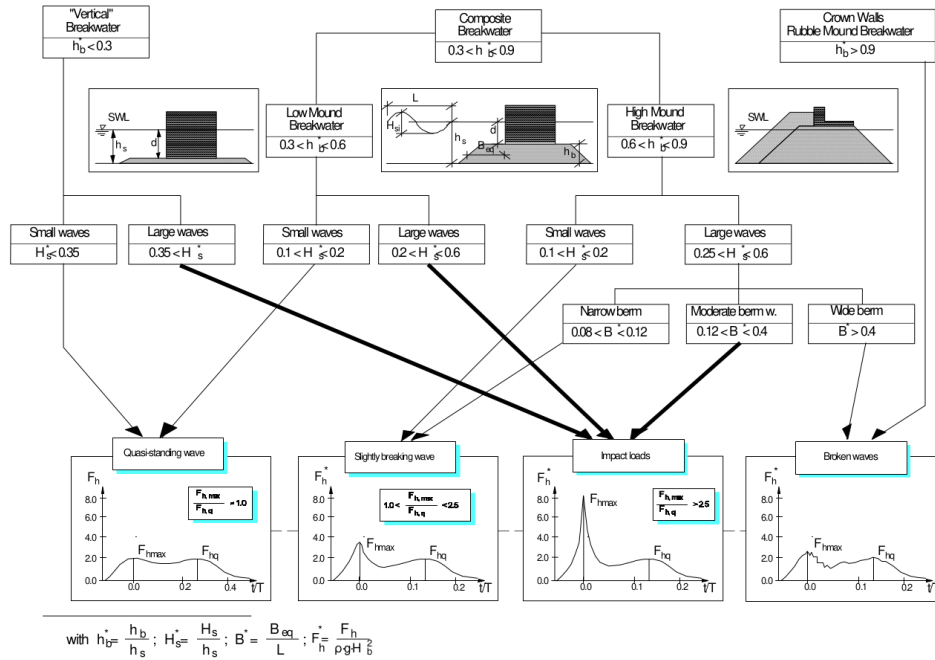 "Vertical"
Breakwater
h*b < 0.3
Composite
Breakwater
0.3 < h*b < 0.9
Crown Walls
Rubble Mound Breakwater
h*b > 0.9
SWL
hs
d
Low Mound
Breakwater
0.3 < h*b < 0.6
L
Hsi
hs
d
Beq
hb
High Mound
Breakwater
0.6 < h*b < 0.9
SWL
Small waves
H*s < 0.35
Large waves
0.35 < H*s
Small waves
0.1 < H*s < 0.2
Large waves
0.2 < H*s < 0.6
Small waves
0.1 < H*s < 0.2
Large waves
0.25 < H*s < 0.6
Narrow berm
0.08 < B* < 0.12
Moderate berm w.
0.12 < B* < 0.4
Wide berm
B* > 0.4
Quasi-standing wave
Slightly breaking wave
Impact loads
Broken waves
Fh
8.0
6.0
4.0
2.0
0.0
Fh,max / Fh,q = 1.0
Fhmax
Fhq
0.0 0.2 0.4 t/T
F*h
8.0
6.0
4.0
2.0
0.0
1.0 < Fh,max / Fh,q < 2.5
Fhmax
Fhq
0.0 0.1 0.2 t/T
F*h
8.0
6.0
4.0
2.0
0.0
Fh,max / Fh,q > 2.5
Fhmax
Fhq
0.0 0.1 0.2 t/T
F*h
8.0
6.0
4.0
2.0
0.0
Fhmax
Fhq
0.0 0.1 0.2 t/T
with h*b = hb / hs ; H*s = Hs / hs ; B* = Beq / L ; F*h = Fh / ρ·g·H²b